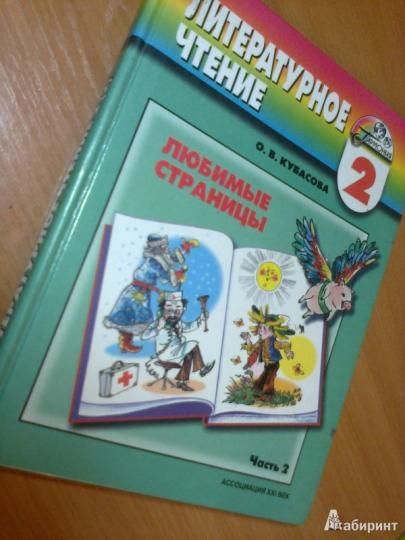 ЛИТЕРАТУРНОЕ
ЧТЕНИЕ
2
О. В. КУБАСОВА
ЛЮБИМЫЕ
СТРАНИЦЫ
Часть 2
АССОЦИАЦИЯ XXI ВЕК
Лабиринт